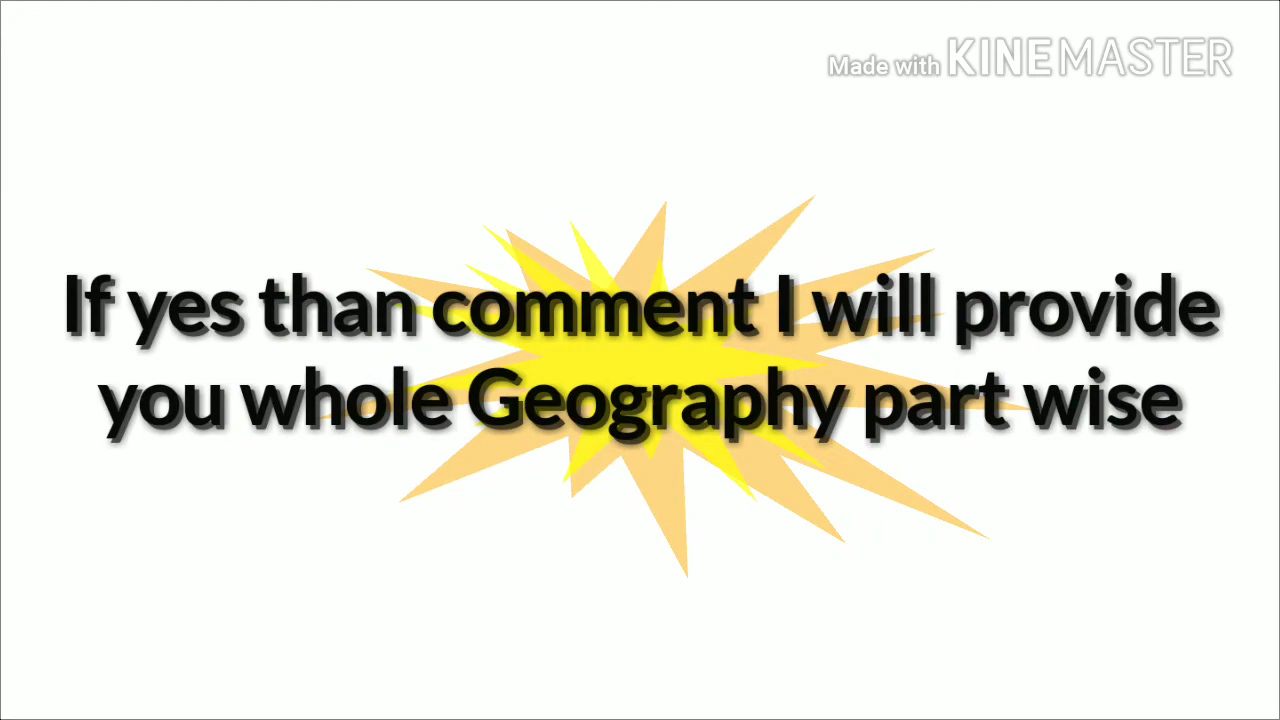 Made with KINEMASTER
If yes than comment I will provide
you whole Geography part wise